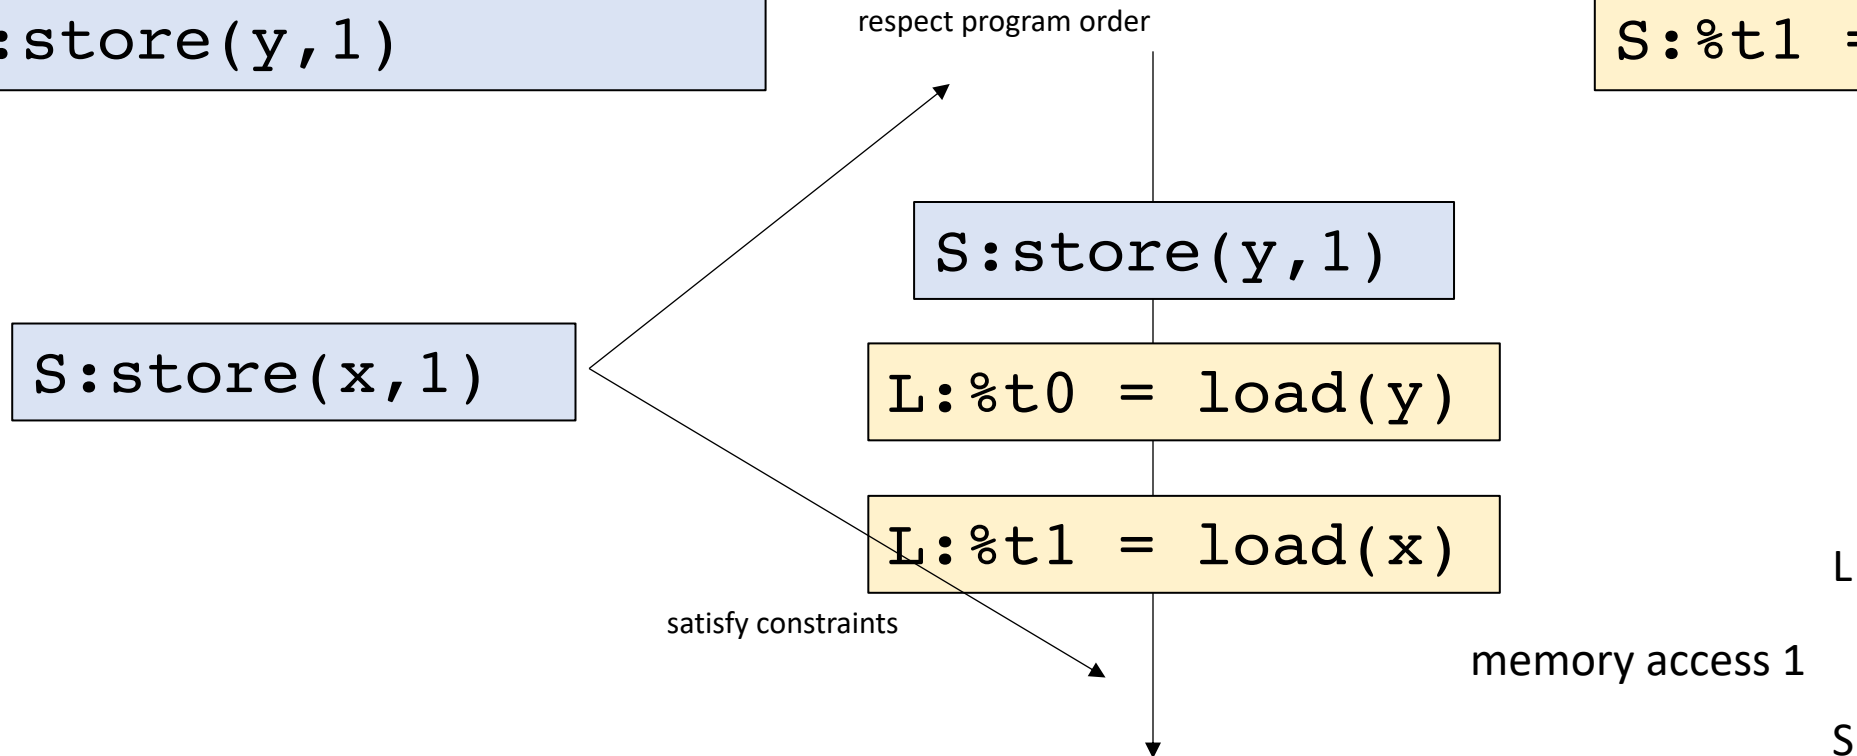 respect program order
:store(y,1)
S:%t1 =
S:store(y,1)
S:store(x,1)
L:%t0 = load(y)
L:%t1 = load(x)
L
satisfy constraints
memory access 1
S